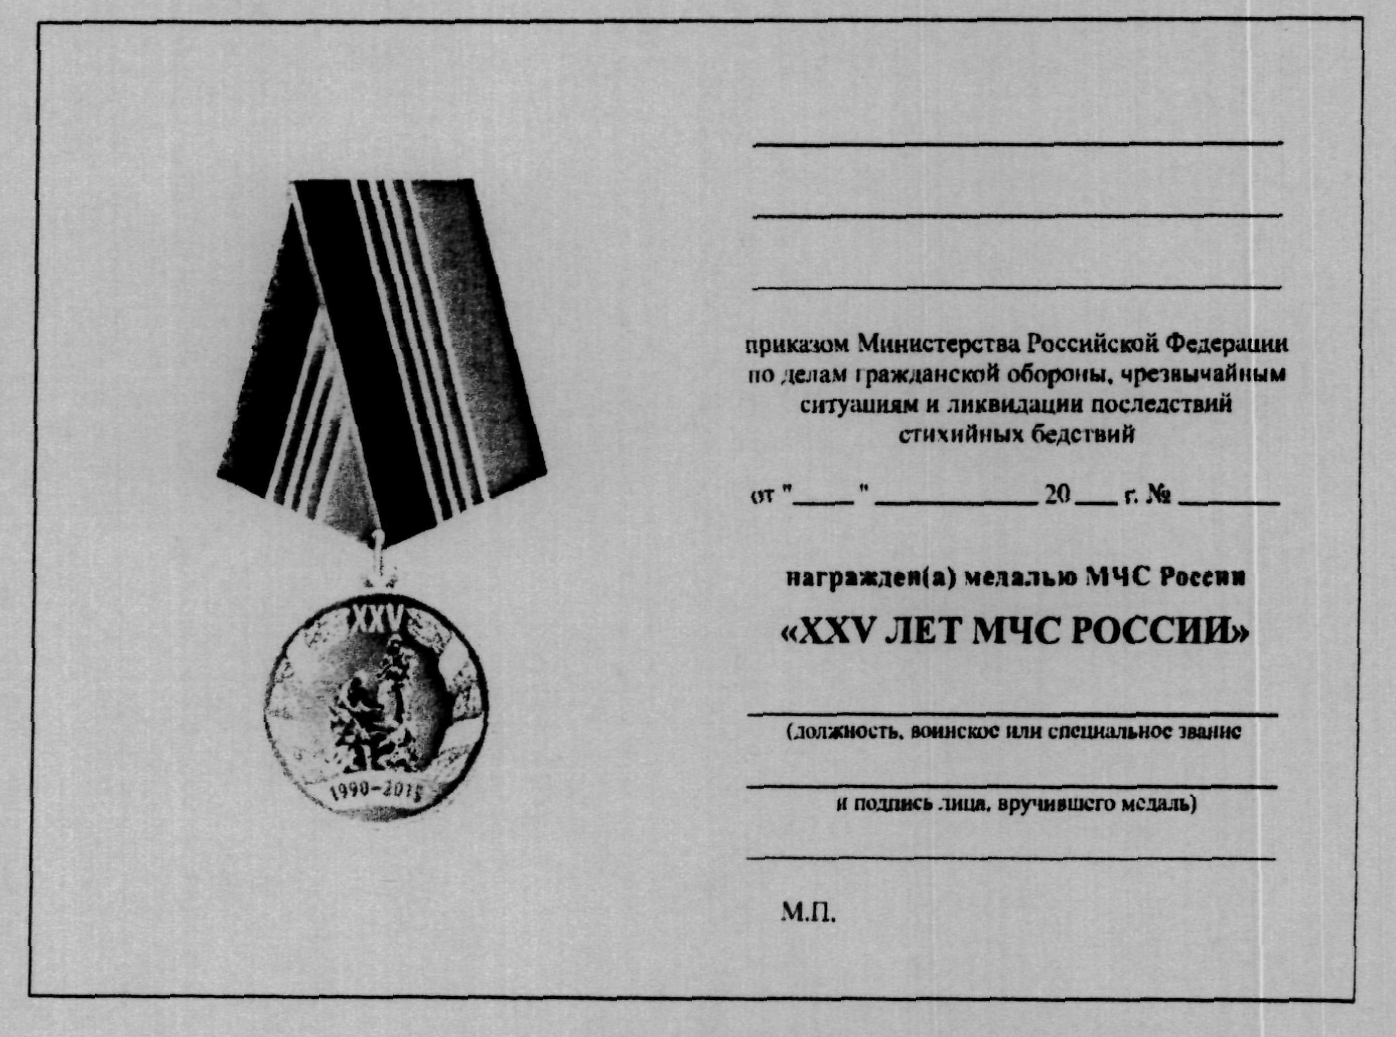 XXV
1990-2015
приказом Министерства Российской Федерации
по делам гражданской обороны, чрезвычайным
ситуациям и ликвидации последствий
стихийных бедствий
от "____" ____________ 20___ г. № _______
награжден(а) медалью МЧС России
«XXV ЛЕТ МЧС РОССИИ»
(должность, воинское или специальное звание
и подпись лица, вручившего медаль)
М.П.